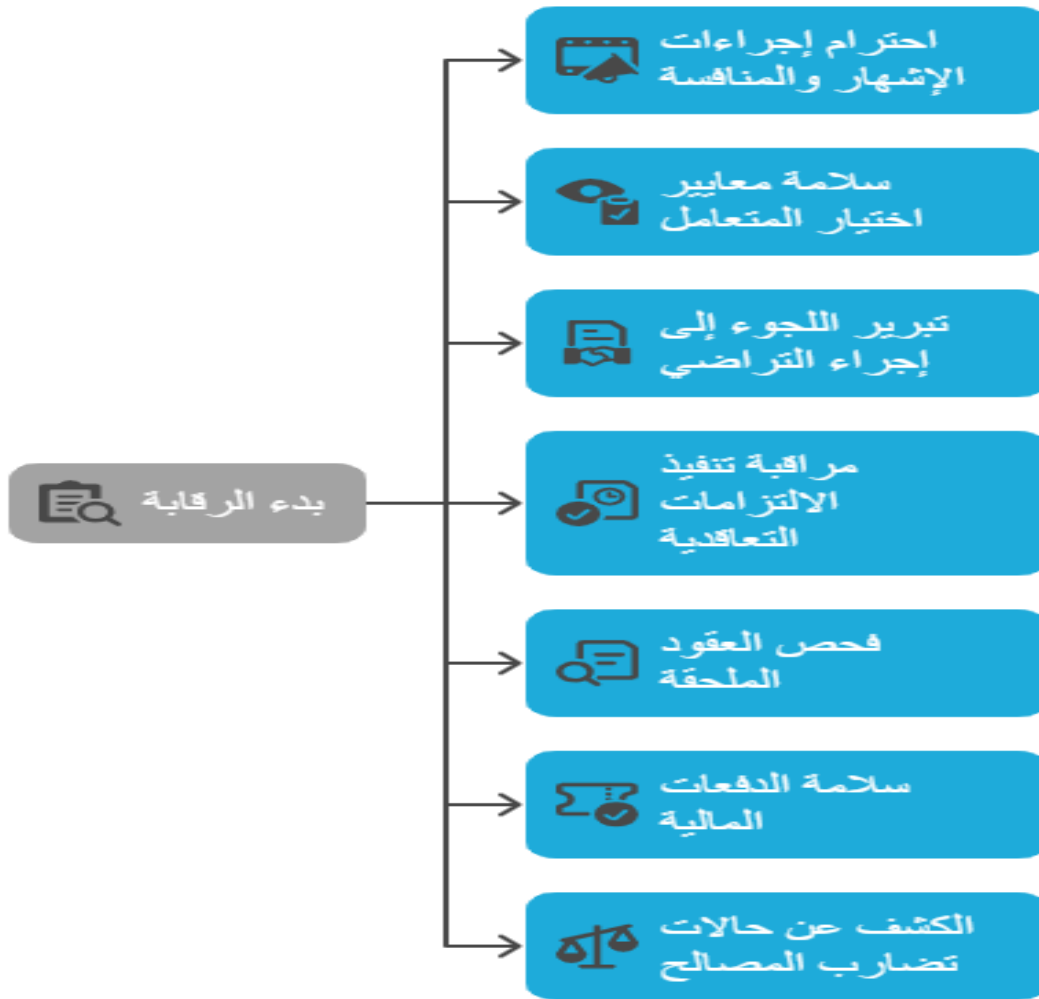 احترام إجراءات
الإشهار والمنافسة
سلامة معايير
اختيار المتعامل
تبرير اللجوء إلى
إجراء التراضي
بدء الرقابة
مراقبة تنفيذ
الالتزامات
التعاقدية
فحص العقود
الملحقة
سلامة الدفعات
المالية
الكشف عن حالات
تضارب المصالح